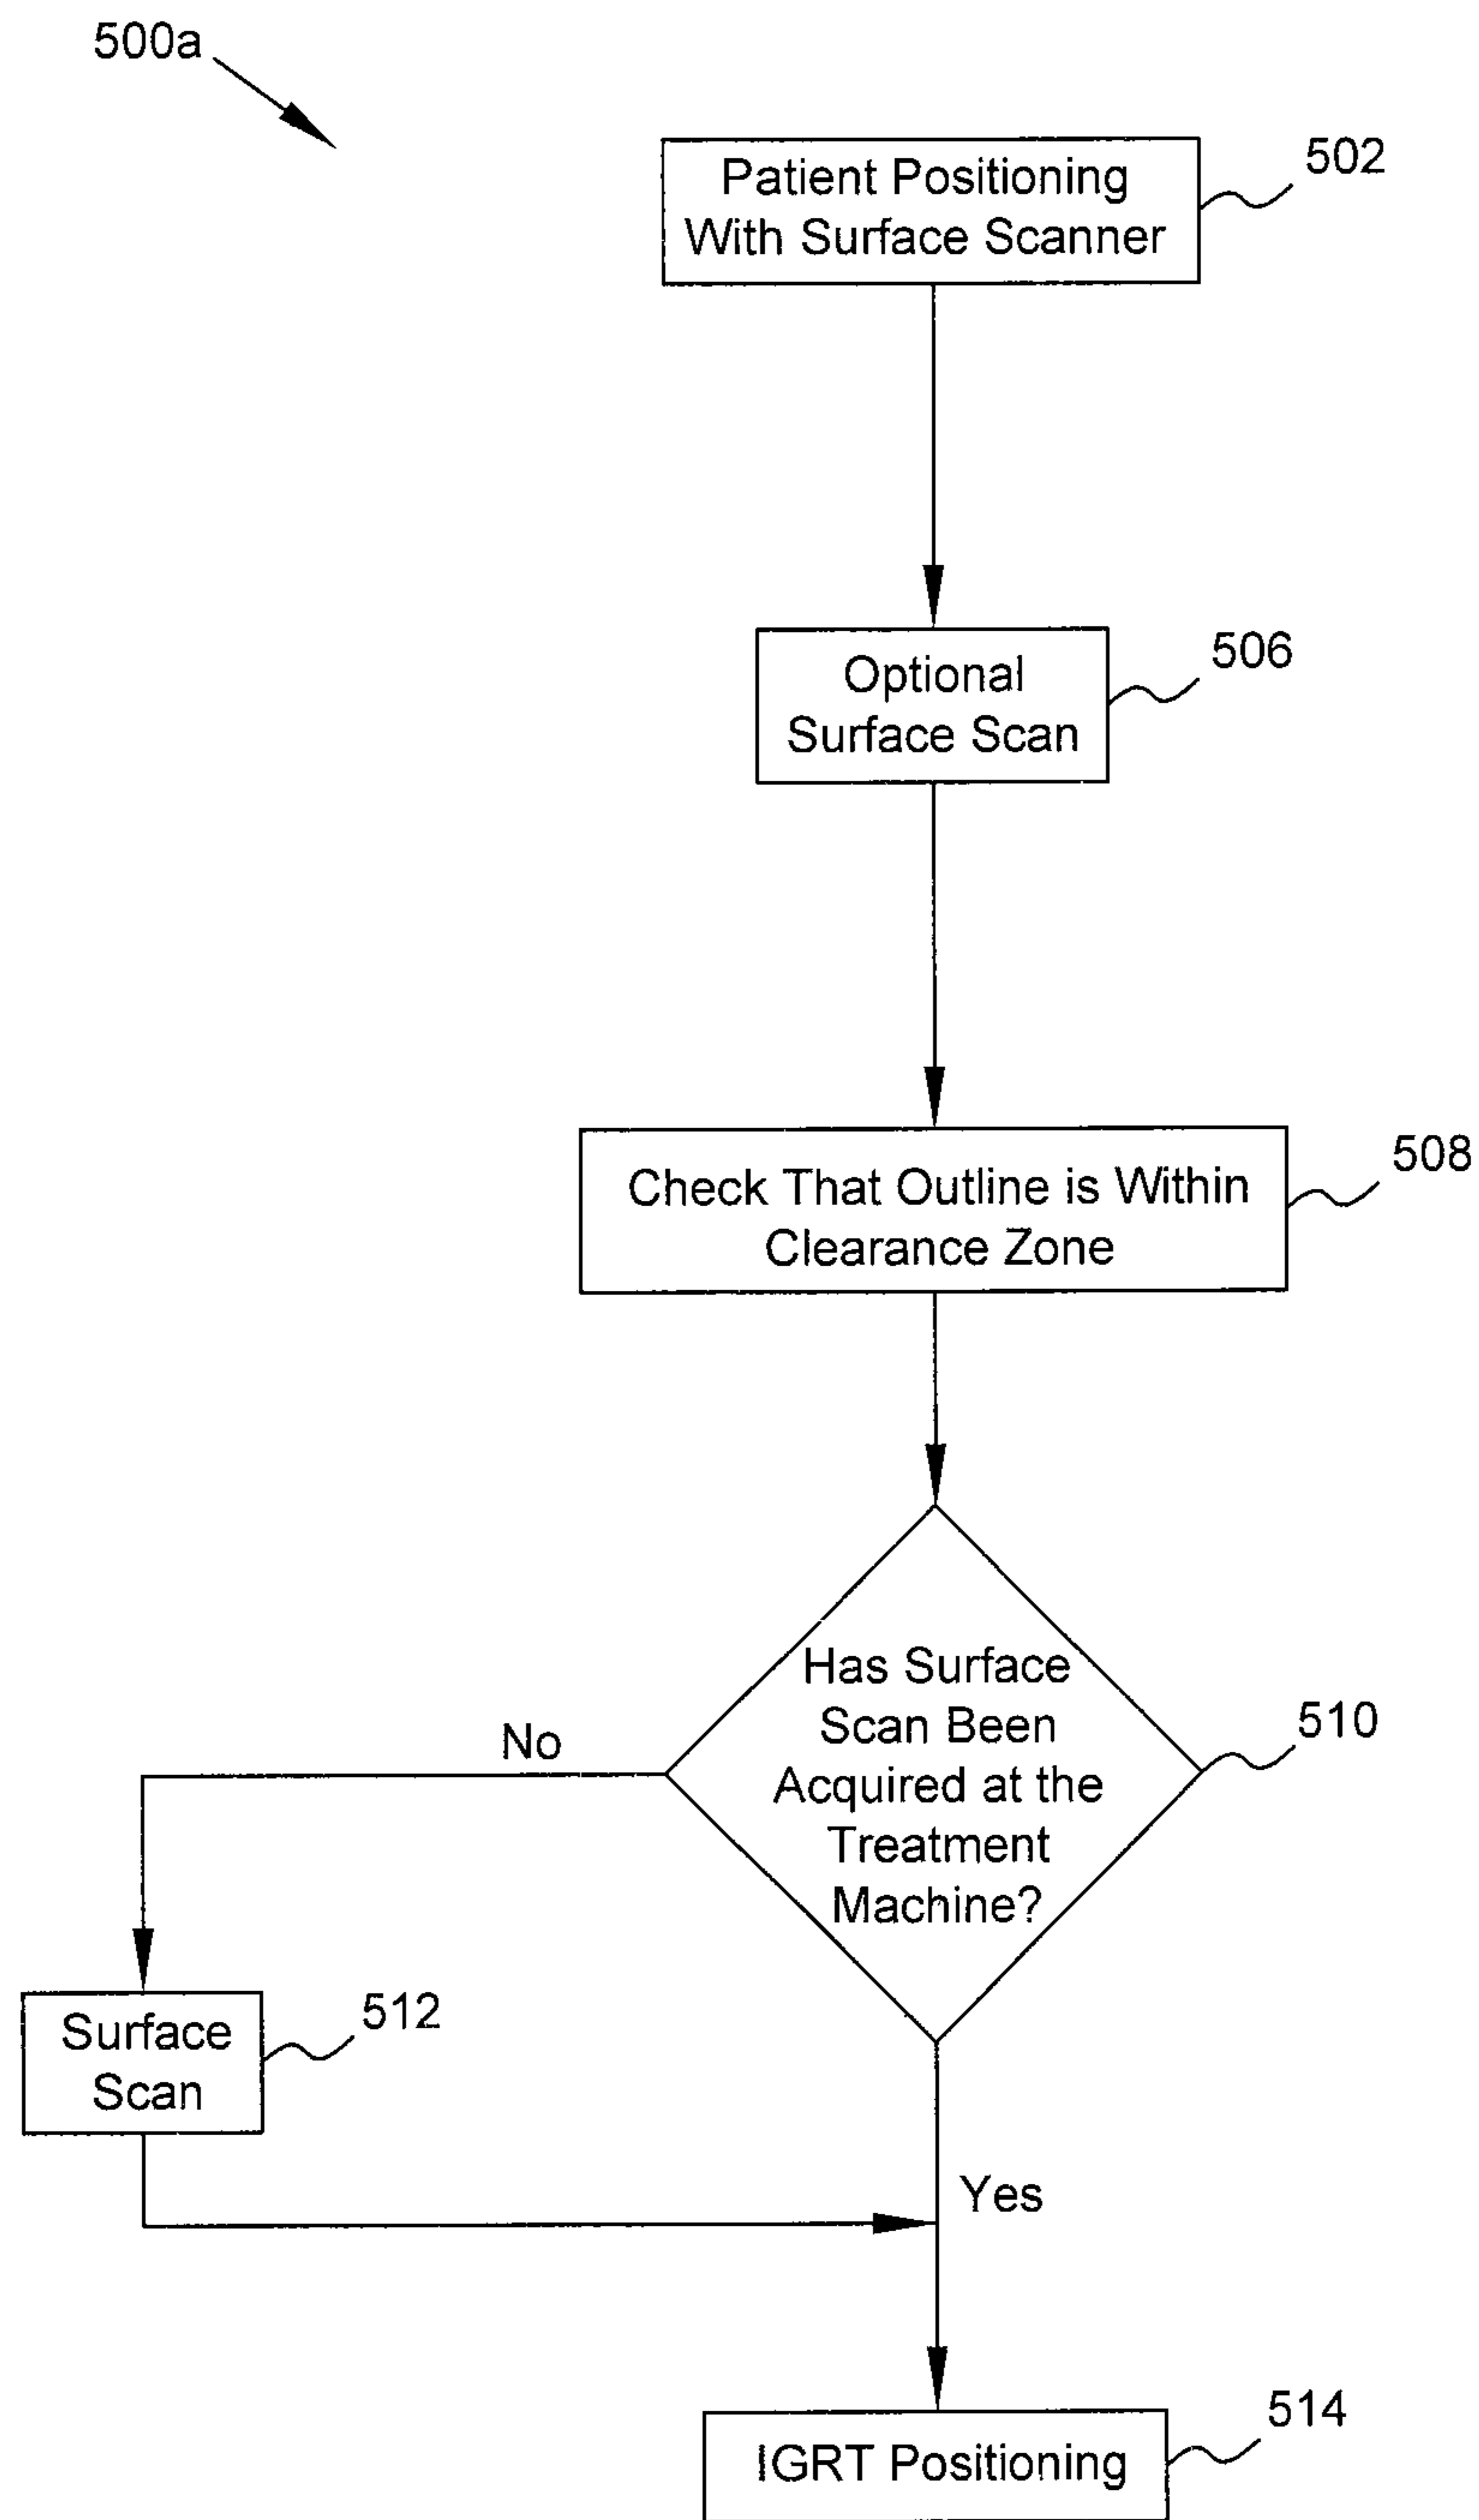 500a
502
Patient Positioning
With Surface Scanner
506
Optional
Surface Scan
508
Check That Outline is Within
Clearance Zone
510
Has Surface
Scan Been
Acquired at the
Treatment
Machine?
No
512
Surface
Scan
Yes
514
IGRT Positioning